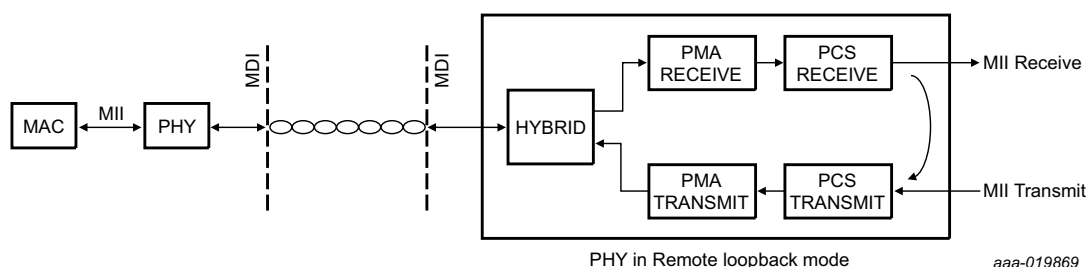 MAC
MII
PHY
MDI
MDI
HYBRID
PMA
RECEIVE
PCS
RECEIVE
MII Receive
PMA
TRANSMIT
PCS
TRANSMIT
MII Transmit
PHY in Remote loopback mode
aaa-019869